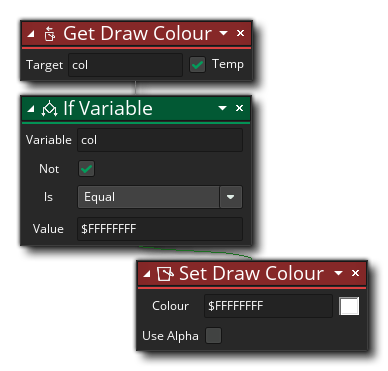 Get Draw Colour
Target col Temp
If Variable
Variable col
Not
Is Equal
Value $FFFFFFFF
Set Draw Colour
Colour $FFFFFFFF
Use Alpha